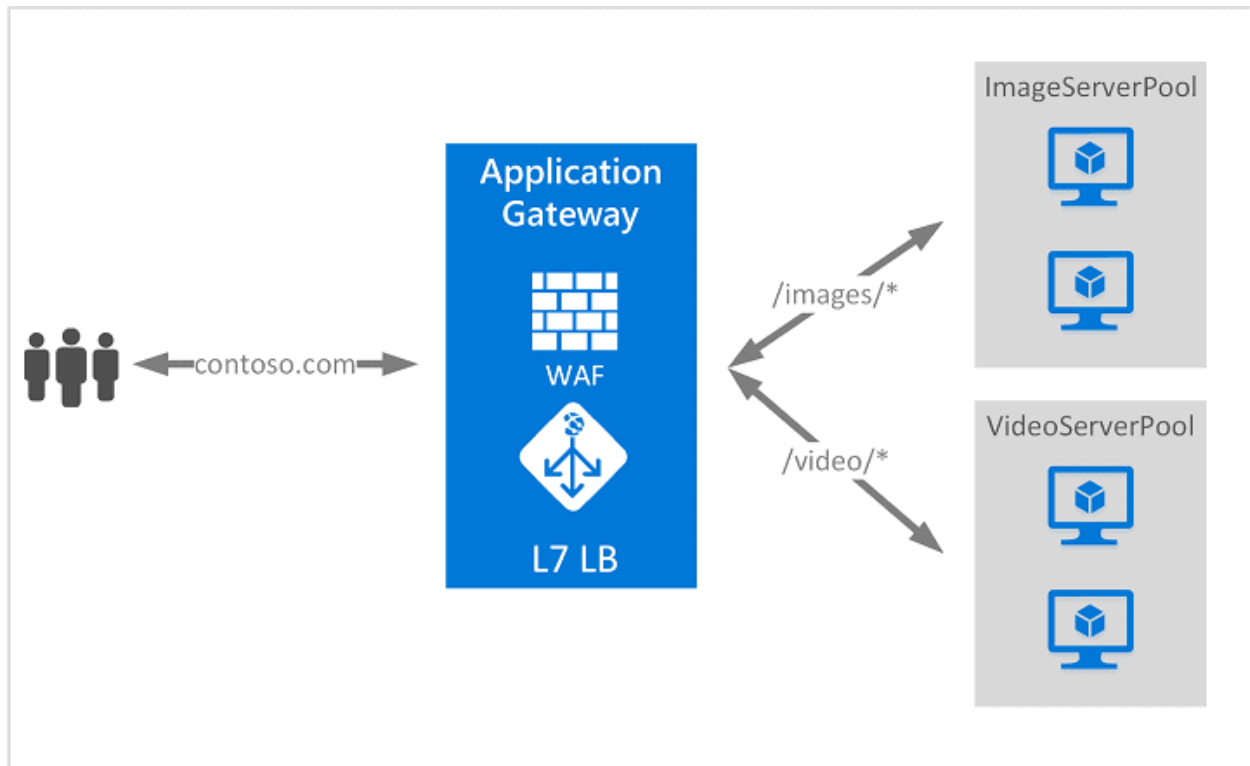 contoso.com
Application
Gateway
WAF
L7 LB
/images/*
/video/*
ImageServerPool
VideoServerPool